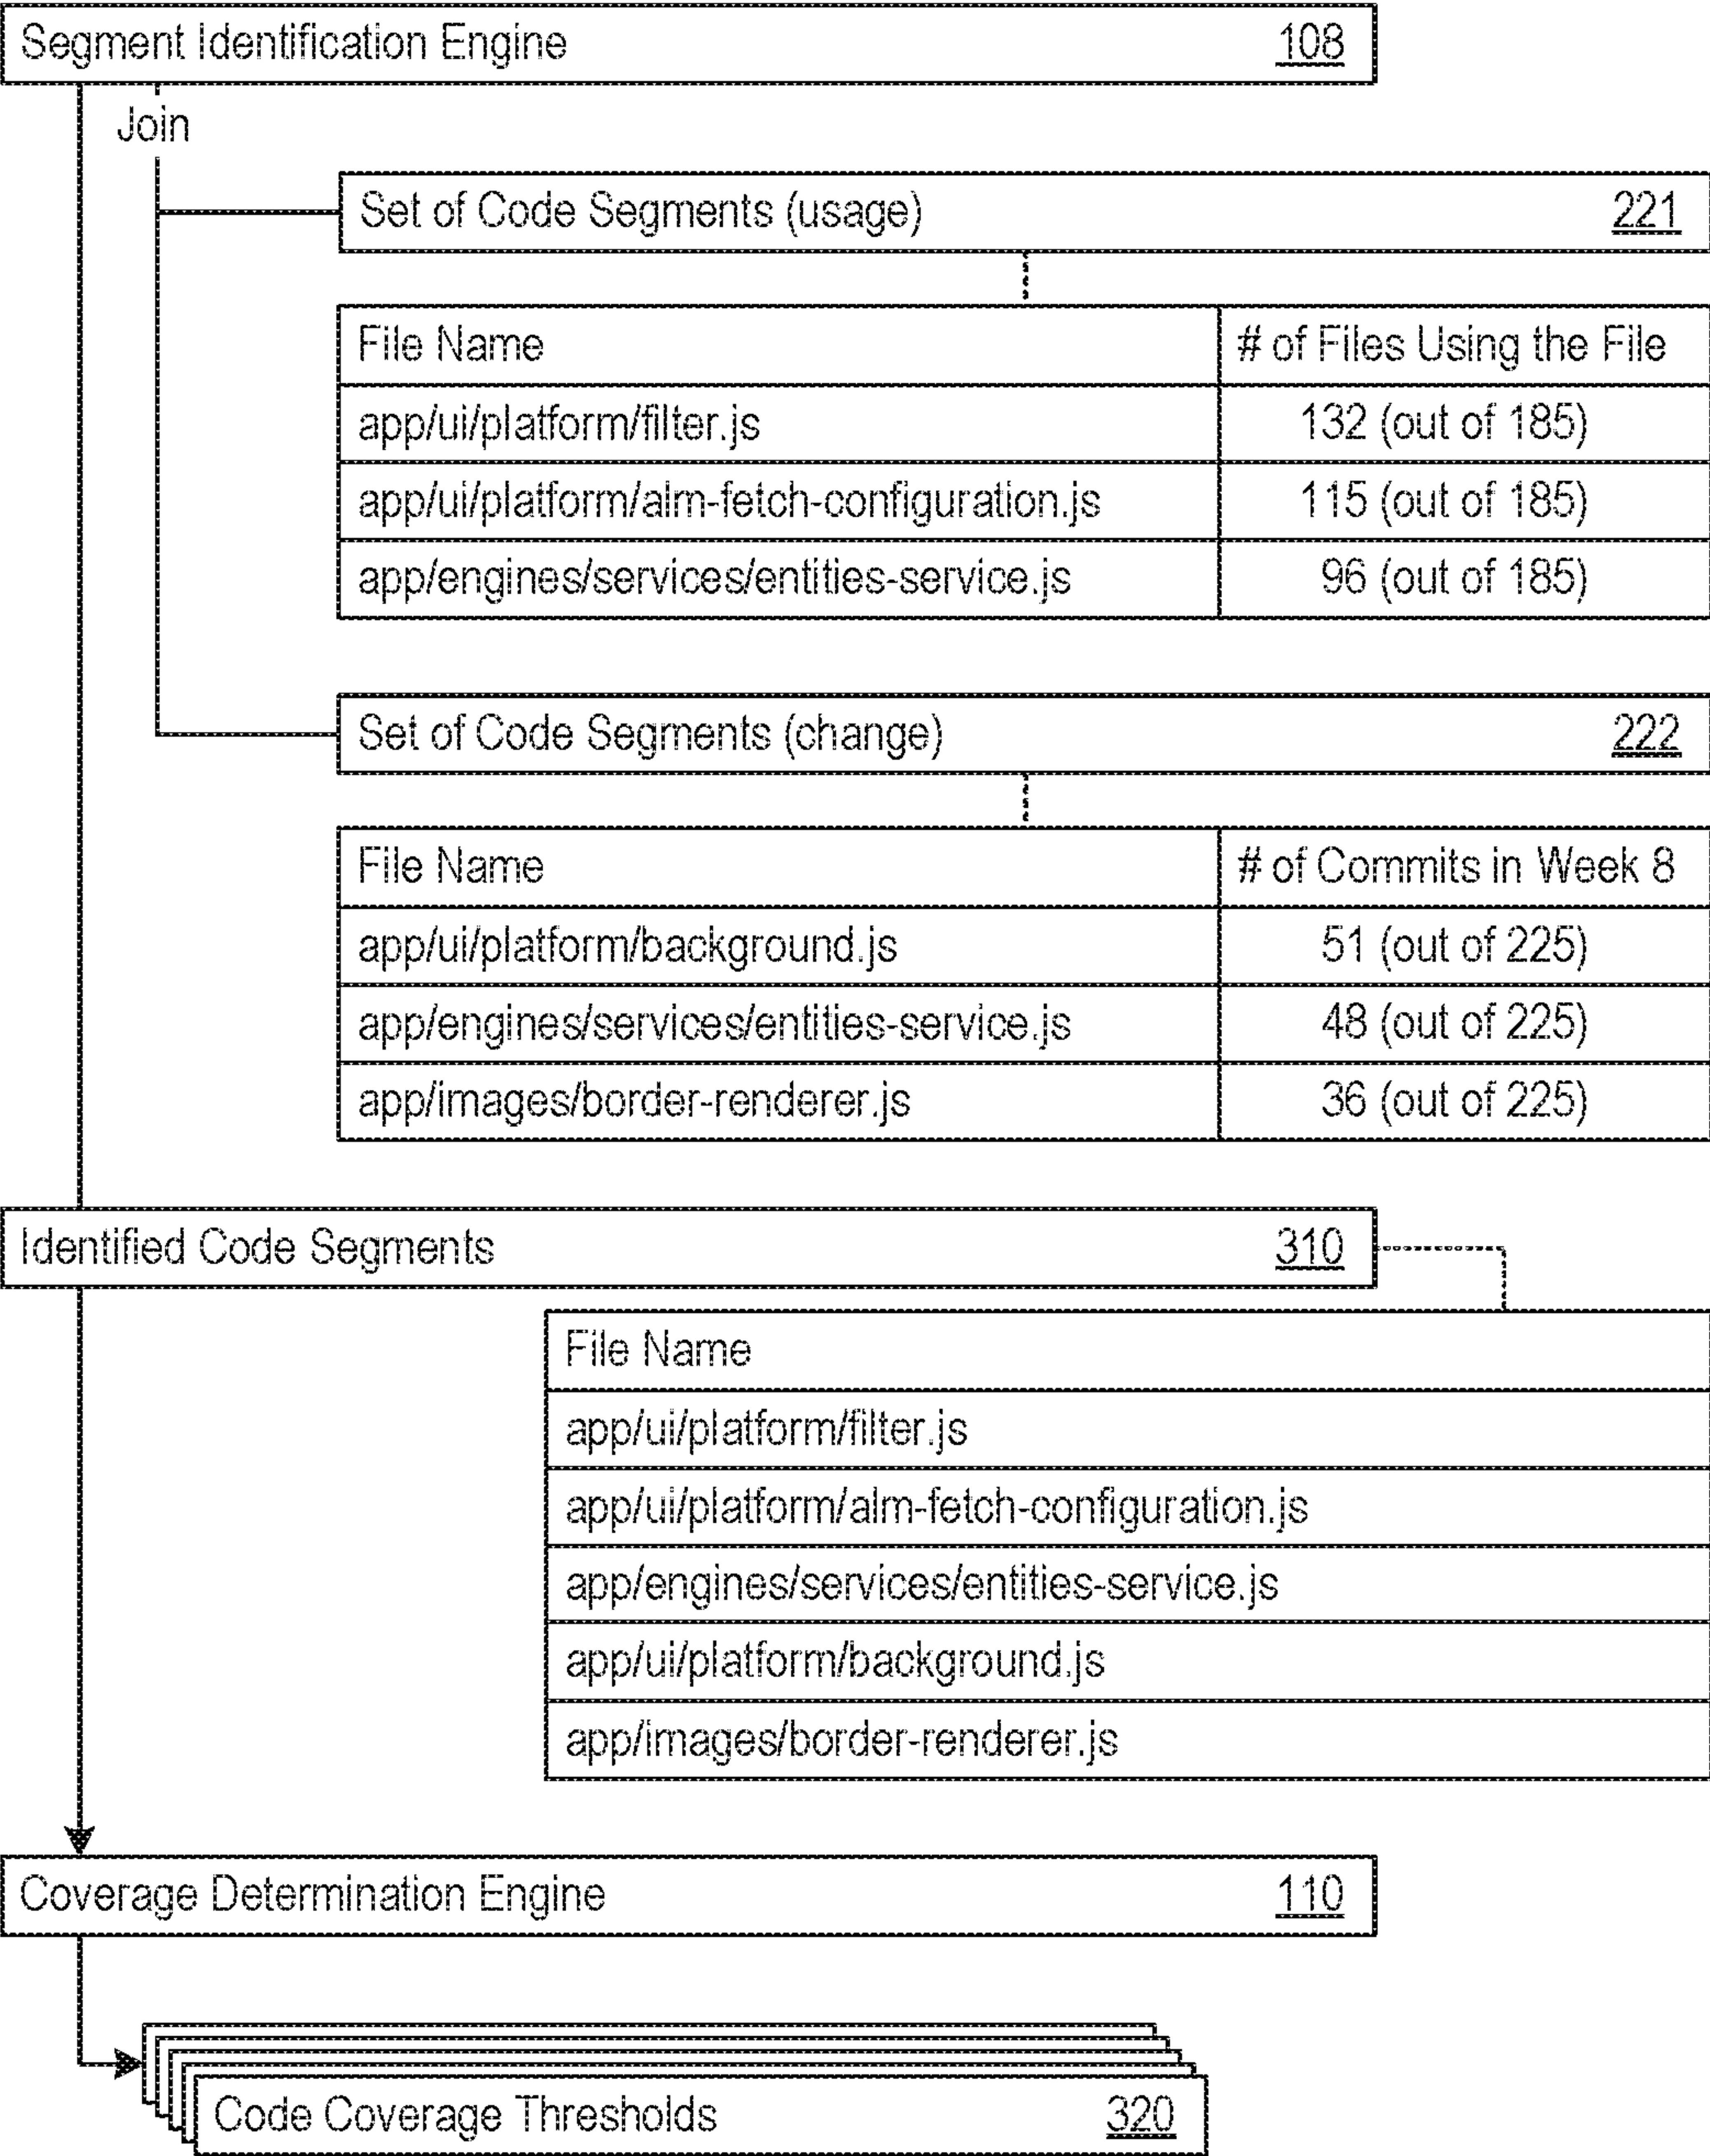 Segment Identification Engine 108
Join
Set of Code Segments (usage) 221
File Name # of Files Using the File
app/ui/platform/filter.js 132 (out of 185)
app/ui/platform/alm-fetch-configuration.js 115 (out of 185)
app/engines/services/entities-service.js 96 (out of 185)
Set of Code Segments (change) 222
File Name # of Commits in Week 8
app/ui/platform/background.js 51 (out of 225)
app/engines/services/entities-service.js 48 (out of 225)
app/images/border-renderer.js 36 (out of 225)
Identified Code Segments 310
File Name
app/ui/platform/filter.js
app/ui/platform/alm-fetch-configuration.js
app/engines/services/entities-service.js
app/ui/platform/background.js
app/images/border-renderer.js
Coverage Determination Engine 110
Code Coverage Thresholds 320